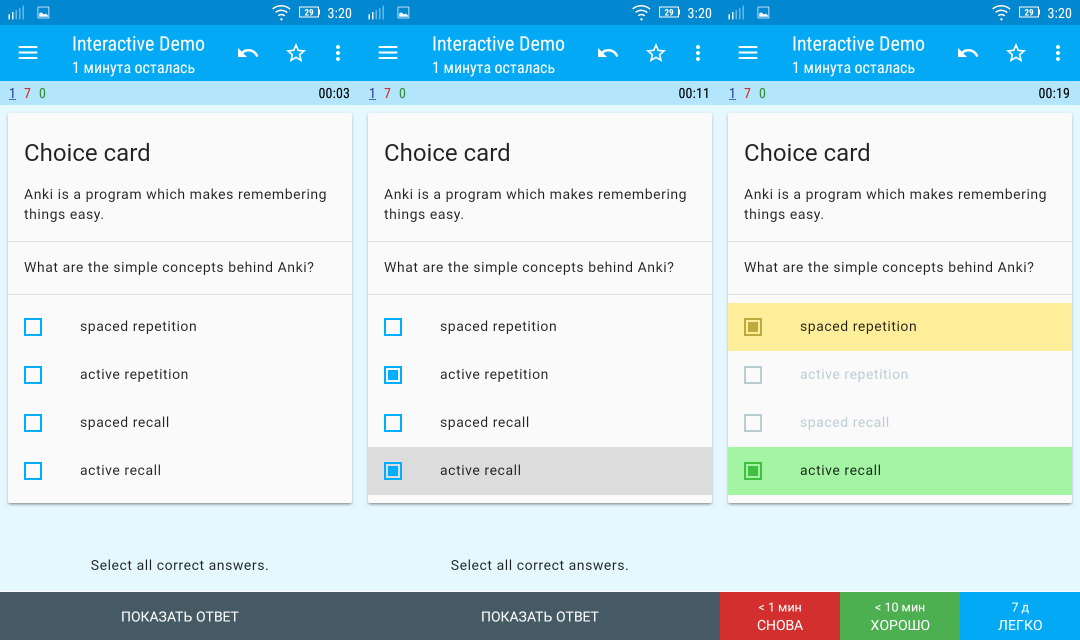 29 3:20
Interactive Demo
1 минута осталась
1 7 0 00:03
Choice card
Anki is a program which makes remembering
things easy.
What are the simple concepts behind Anki?
spaced repetition
active repetition
spaced recall
active recall
Select all correct answers.
ПОКАЗАТЬ ОТВЕТ
29 3:20
Interactive Demo
1 минута осталась
1 7 0 00:11
Choice card
Anki is a program which makes remembering
things easy.
What are the simple concepts behind Anki?
spaced repetition
active repetition
spaced recall
active recall
Select all correct answers.
ПОКАЗАТЬ ОТВЕТ
29 3:20
Interactive Demo
1 минута осталась
1 7 0 00:19
Choice card
Anki is a program which makes remembering
things easy.
What are the simple concepts behind Anki?
spaced repetition
active repetition
spaced recall
active recall
< 1 мин < 10 мин 7 д
СНОВА ХОРОШО ЛЕГКО